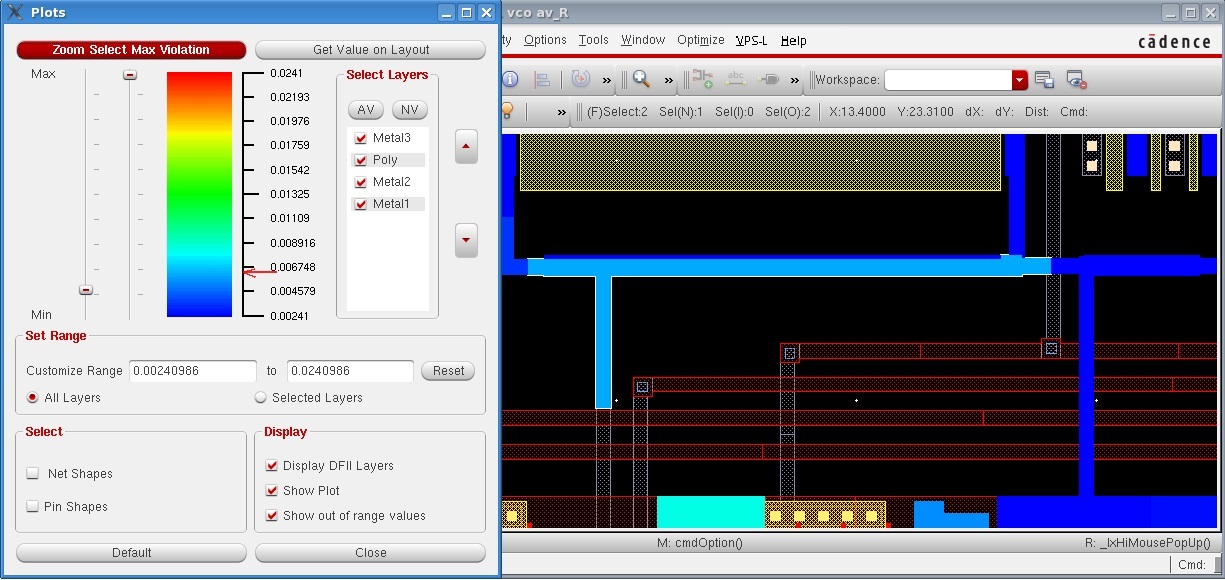 Plots
Zoom Select Max Violation
Get Value on Layout
Max
Min
0.0241
0.02193
0.01976
0.01759
0.01542
0.01325
0.01109
0.008916
0.006748
0.004579
0.00241
Select Layers
AV NV
Metal3
Poly
Metal2
Metal1
Set Range
Customize Range 0.00240986 to 0.0240986 Reset
All Layers Selected Layers
Select
Net Shapes
Pin Shapes
Display
Display DFII Layers
Show Plot
Show out of range values
Default Close
vco av_R
ty Options Tools Window Optimize VPS-L Help
cādence
abc
Workspace:
(F)Select:2 Sel(N):1 Sel(I):0 Sel(O):2 X:13.4000 Y:23.3100 dX: dY: Dist: Cmd:
M: cmdOption() R: _lxHiMousePopUp()
Cmd: